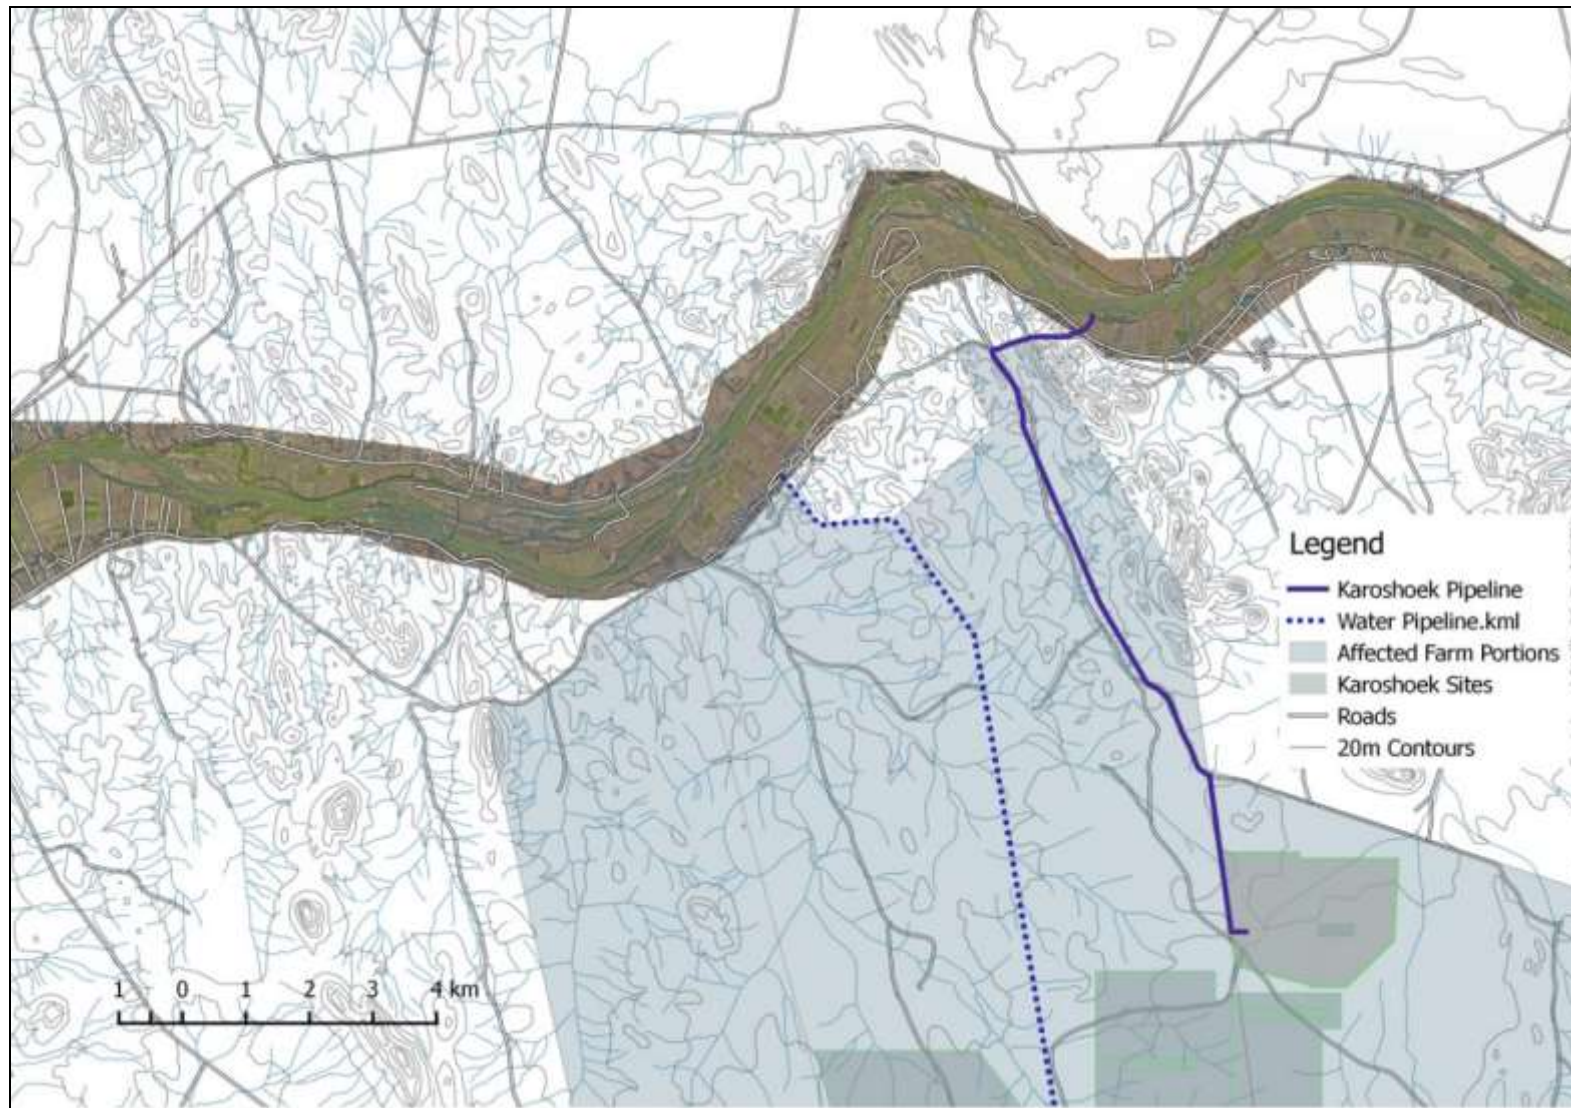 Legend
Karoshoek Pipeline
Water Pipeline.kml
Affected Farm Portions
Karoshoek Sites
Roads
20m Contours
1 0 1 2 3 4 km